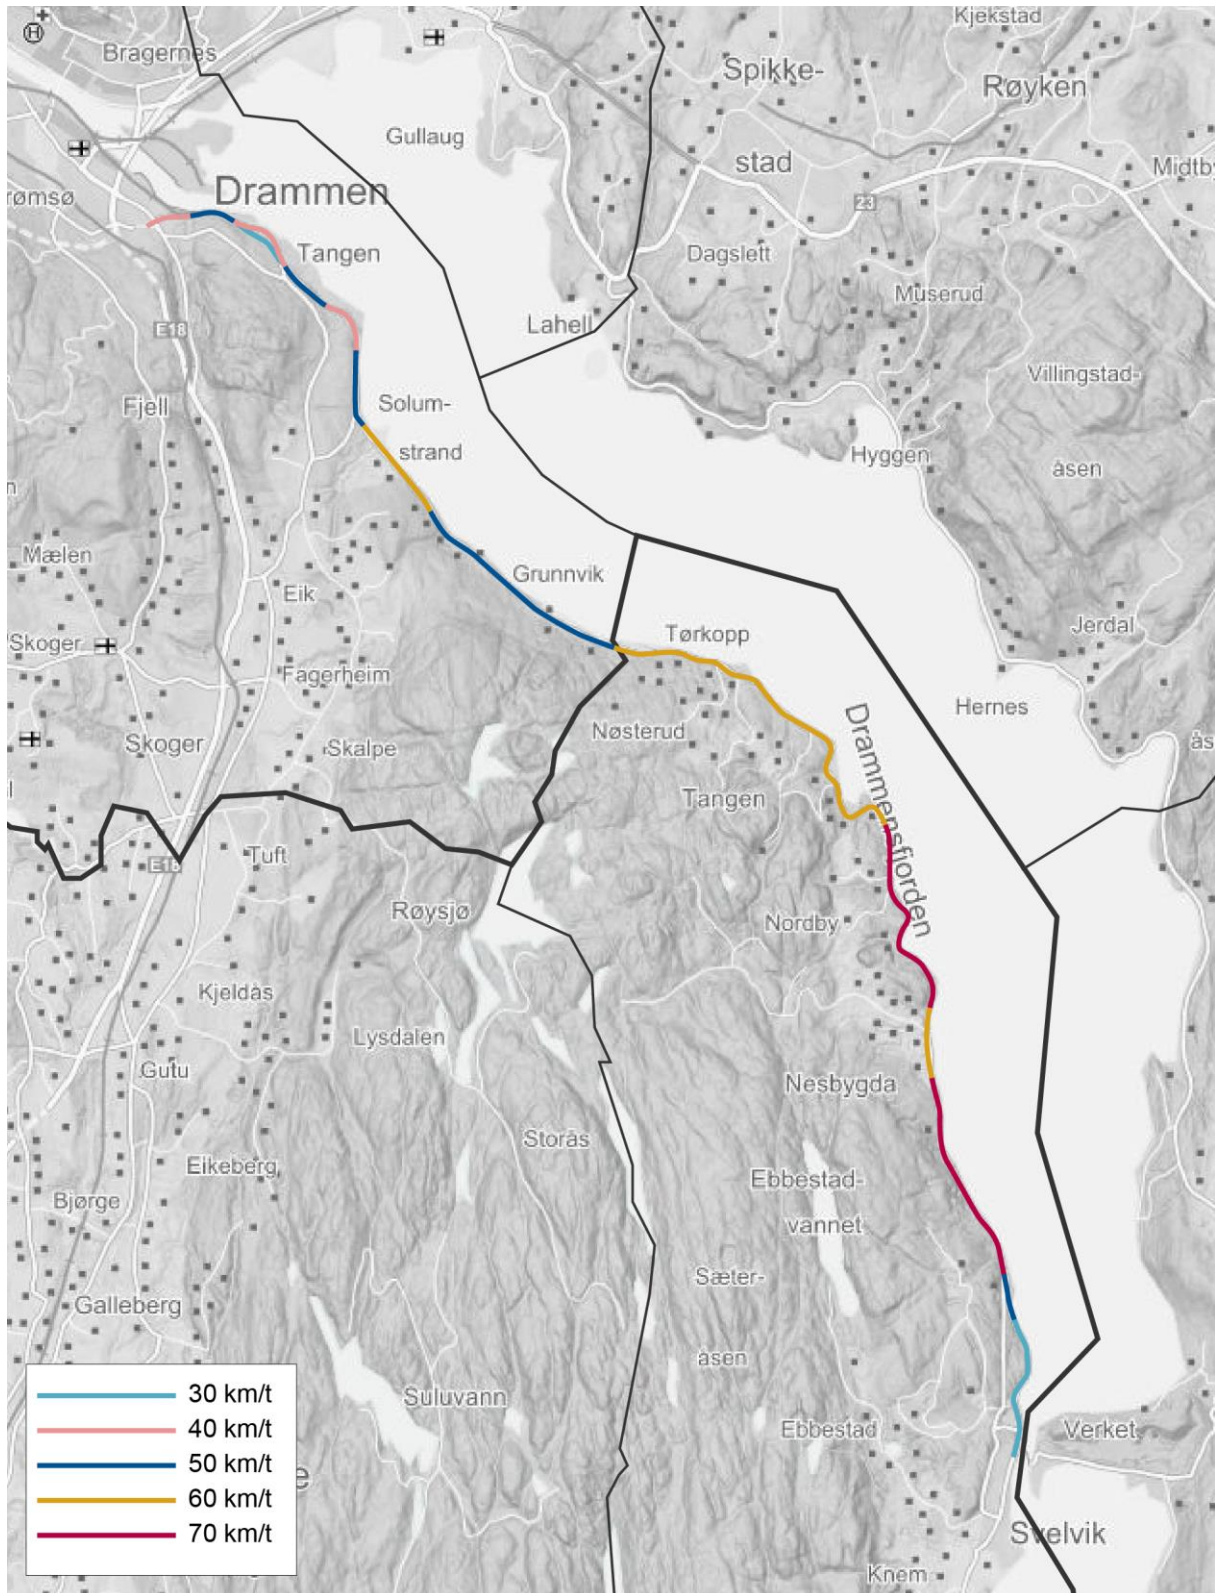 H
Bragernes
Kjekstad
Spikke-
Røyken
Gullaug
stad
Midtby
Drammen
rømsø
23
Tangen
Dagslett
Muserud
E18
Lahell
Villingstad-
Fjell
Solum-
strand
Hyggen
åsen
n
Mælen
Grunnvik
Eik
Tørkopp
Jerdal
Skoger
Fagerheim
Hernes
Nøsterud
Skoger
Skalpe
Drammensfjorden
ås
l
Tangen
E18
Tuft
Røysjø
Nordby
Kjeldås
Lysdalen
Gutu
Nesbygda
Storås
Eikeberg
Ebbestad-
Bjørge
vannet
Sæter-
Galleberg
åsen
30 km/t
Suluvann
40 km/t
Ebbestad
Verket
50 km/t
e
60 km/t
70 km/t
Svelvik
Knem